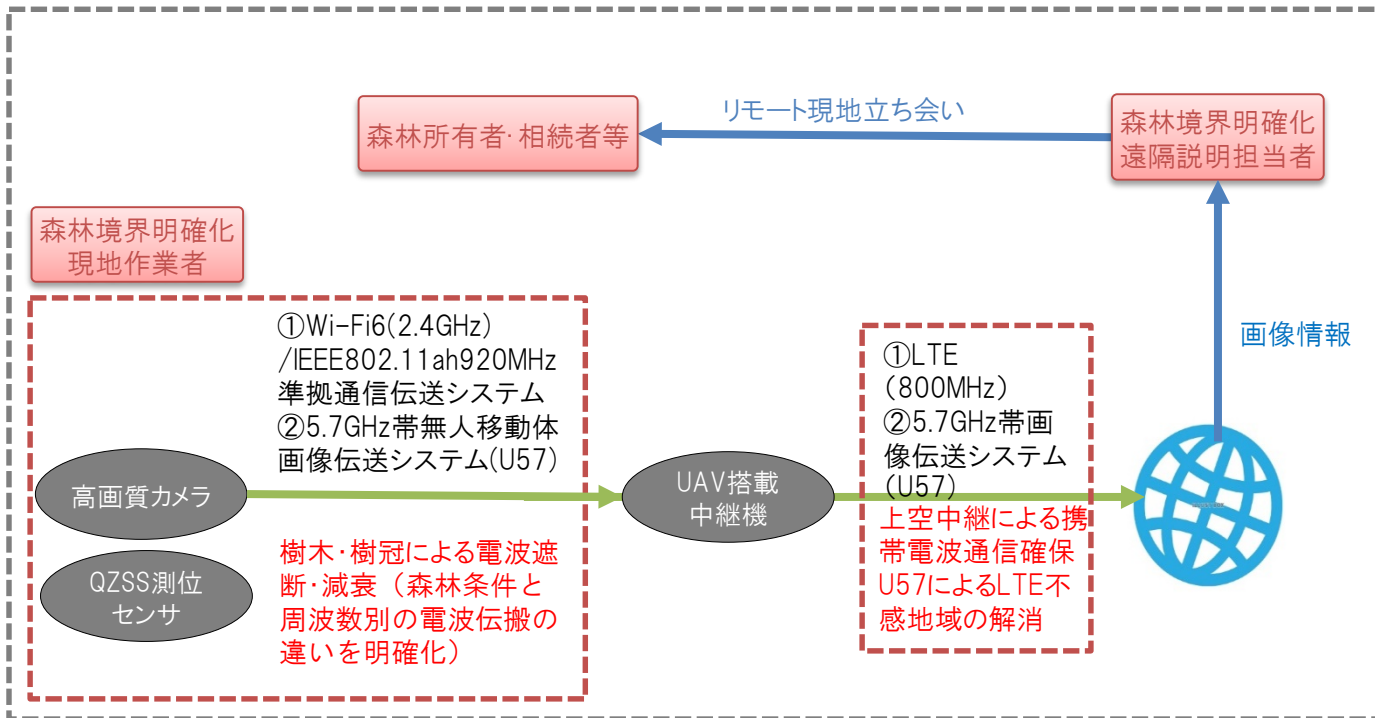 リモート現地立ち会い
森林所有者・相続者等
森林境界明確化
遠隔説明担当者
森林境界明確化
現地作業者
①Wi-Fi6(2.4GHz)
/IEEE802.11ah920MHz
準拠通信伝送システム
②5.7GHz帯無人移動体
画像伝送システム(U57)
高画質カメラ
QZSS測位
センサ
樹木・樹冠による電波遮
断・減衰（森林条件と
周波数別の電波伝搬の
違いを明確化）
UAV搭載
中継機
①LTE
(800MHz)
②5.7GHz帯画
像伝送システム
(U57)
上空中継による携
帯電波通信確保
U57によるLTE不
感地域の解消
画像情報